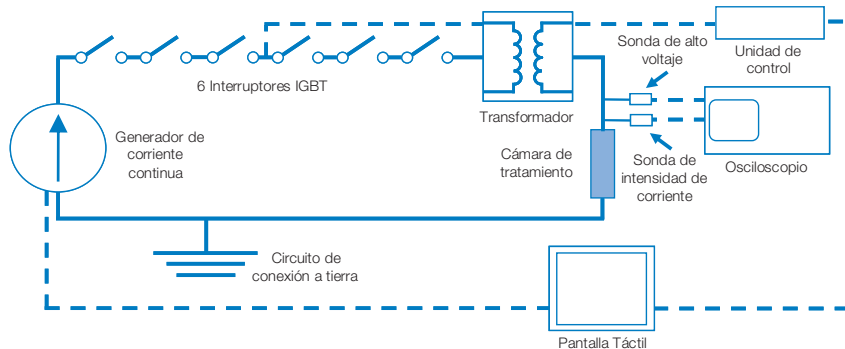 Sonda de alto
voltaje
Unidad de
control
6 Interruptores IGBT
Transformador
Generador de
corriente
continua
Cámara de
tratamiento
Sonda de
intensidad de
corriente
Osciloscopio
Circuito de
conexión a tierra
Pantalla Táctil